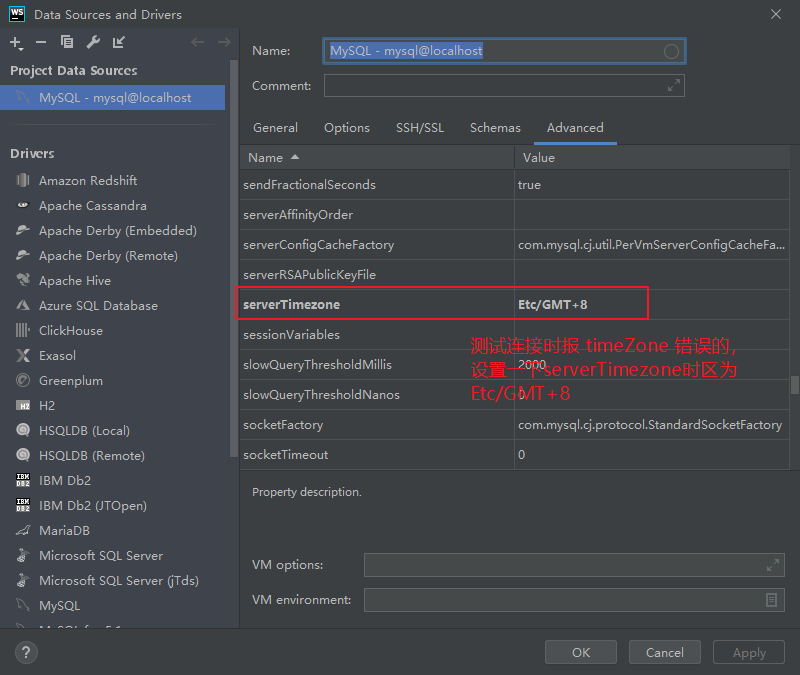 WS Data Sources and Drivers
Project Data Sources
MySQL - mysql@localhost
Drivers
Amazon Redshift
Apache Cassandra
Apache Derby (Embedded)
Apache Derby (Remote)
Apache Hive
Azure SQL Database
ClickHouse
Exasol
Greenplum
H2 H2
HSQLDB (Local)
HSQLDB (Remote)
IBM DB2 IBM Db2
IBM DB2 IBM Db2 (JTOpen)
MariaDB
Microsoft SQL Server
Microsoft SQL Server (jTds)
MySQL
Name: MySQL - mysql@localhost
Comment:
General Options SSH/SSL Schemas Advanced
Name Value
sendFractionalSeconds true
serverAffinityOrder
serverConfigCacheFactory com.mysql.cj.util.PerVmServerConfigCacheFa...
serverRSAPublicKeyFile
serverTimezone Etc/GMT+8
sessionVariables
slowQueryThresholdMillis 2000
slowQueryThresholdNanos 0
socketFactory com.mysql.cj.protocol.StandardSocketFactory
socketTimeout 0
测试连接时报 timeZone 错误的,
设置一下serverTimezone时区为
Etc/GMT+8
Property description.
VM options:
VM environment:
? OK Cancel Apply